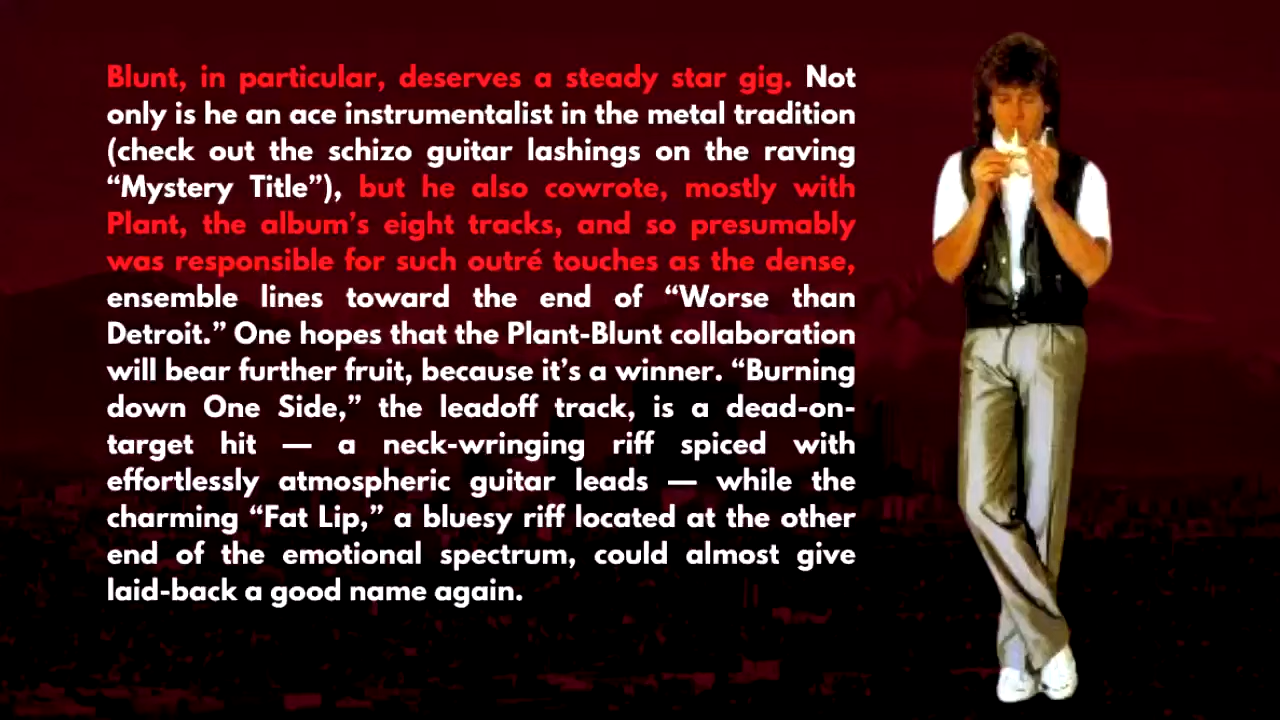 Blunt, in particular, deserves a steady star gig. Not
only is he an ace instrumentalist in the metal tradition
(check out the schizo guitar lashings on the raving
“Mystery Title”), but he also cowrote, mostly with
Plant, the album’s eight tracks, and so presumably
was responsible for such outré touches as the dense,
ensemble lines toward the end of “Worse than
Detroit.” One hopes that the Plant-Blunt collaboration
will bear further fruit, because it’s a winner. “Burning
down One Side,” the leadoff track, is a dead-on-
target hit — a neck-wringing riff spiced with
effortlessly atmospheric guitar leads — while the
charming “Fat Lip,” a bluesy riff located at the other
end of the emotional spectrum, could almost give
laid-back a good name again.